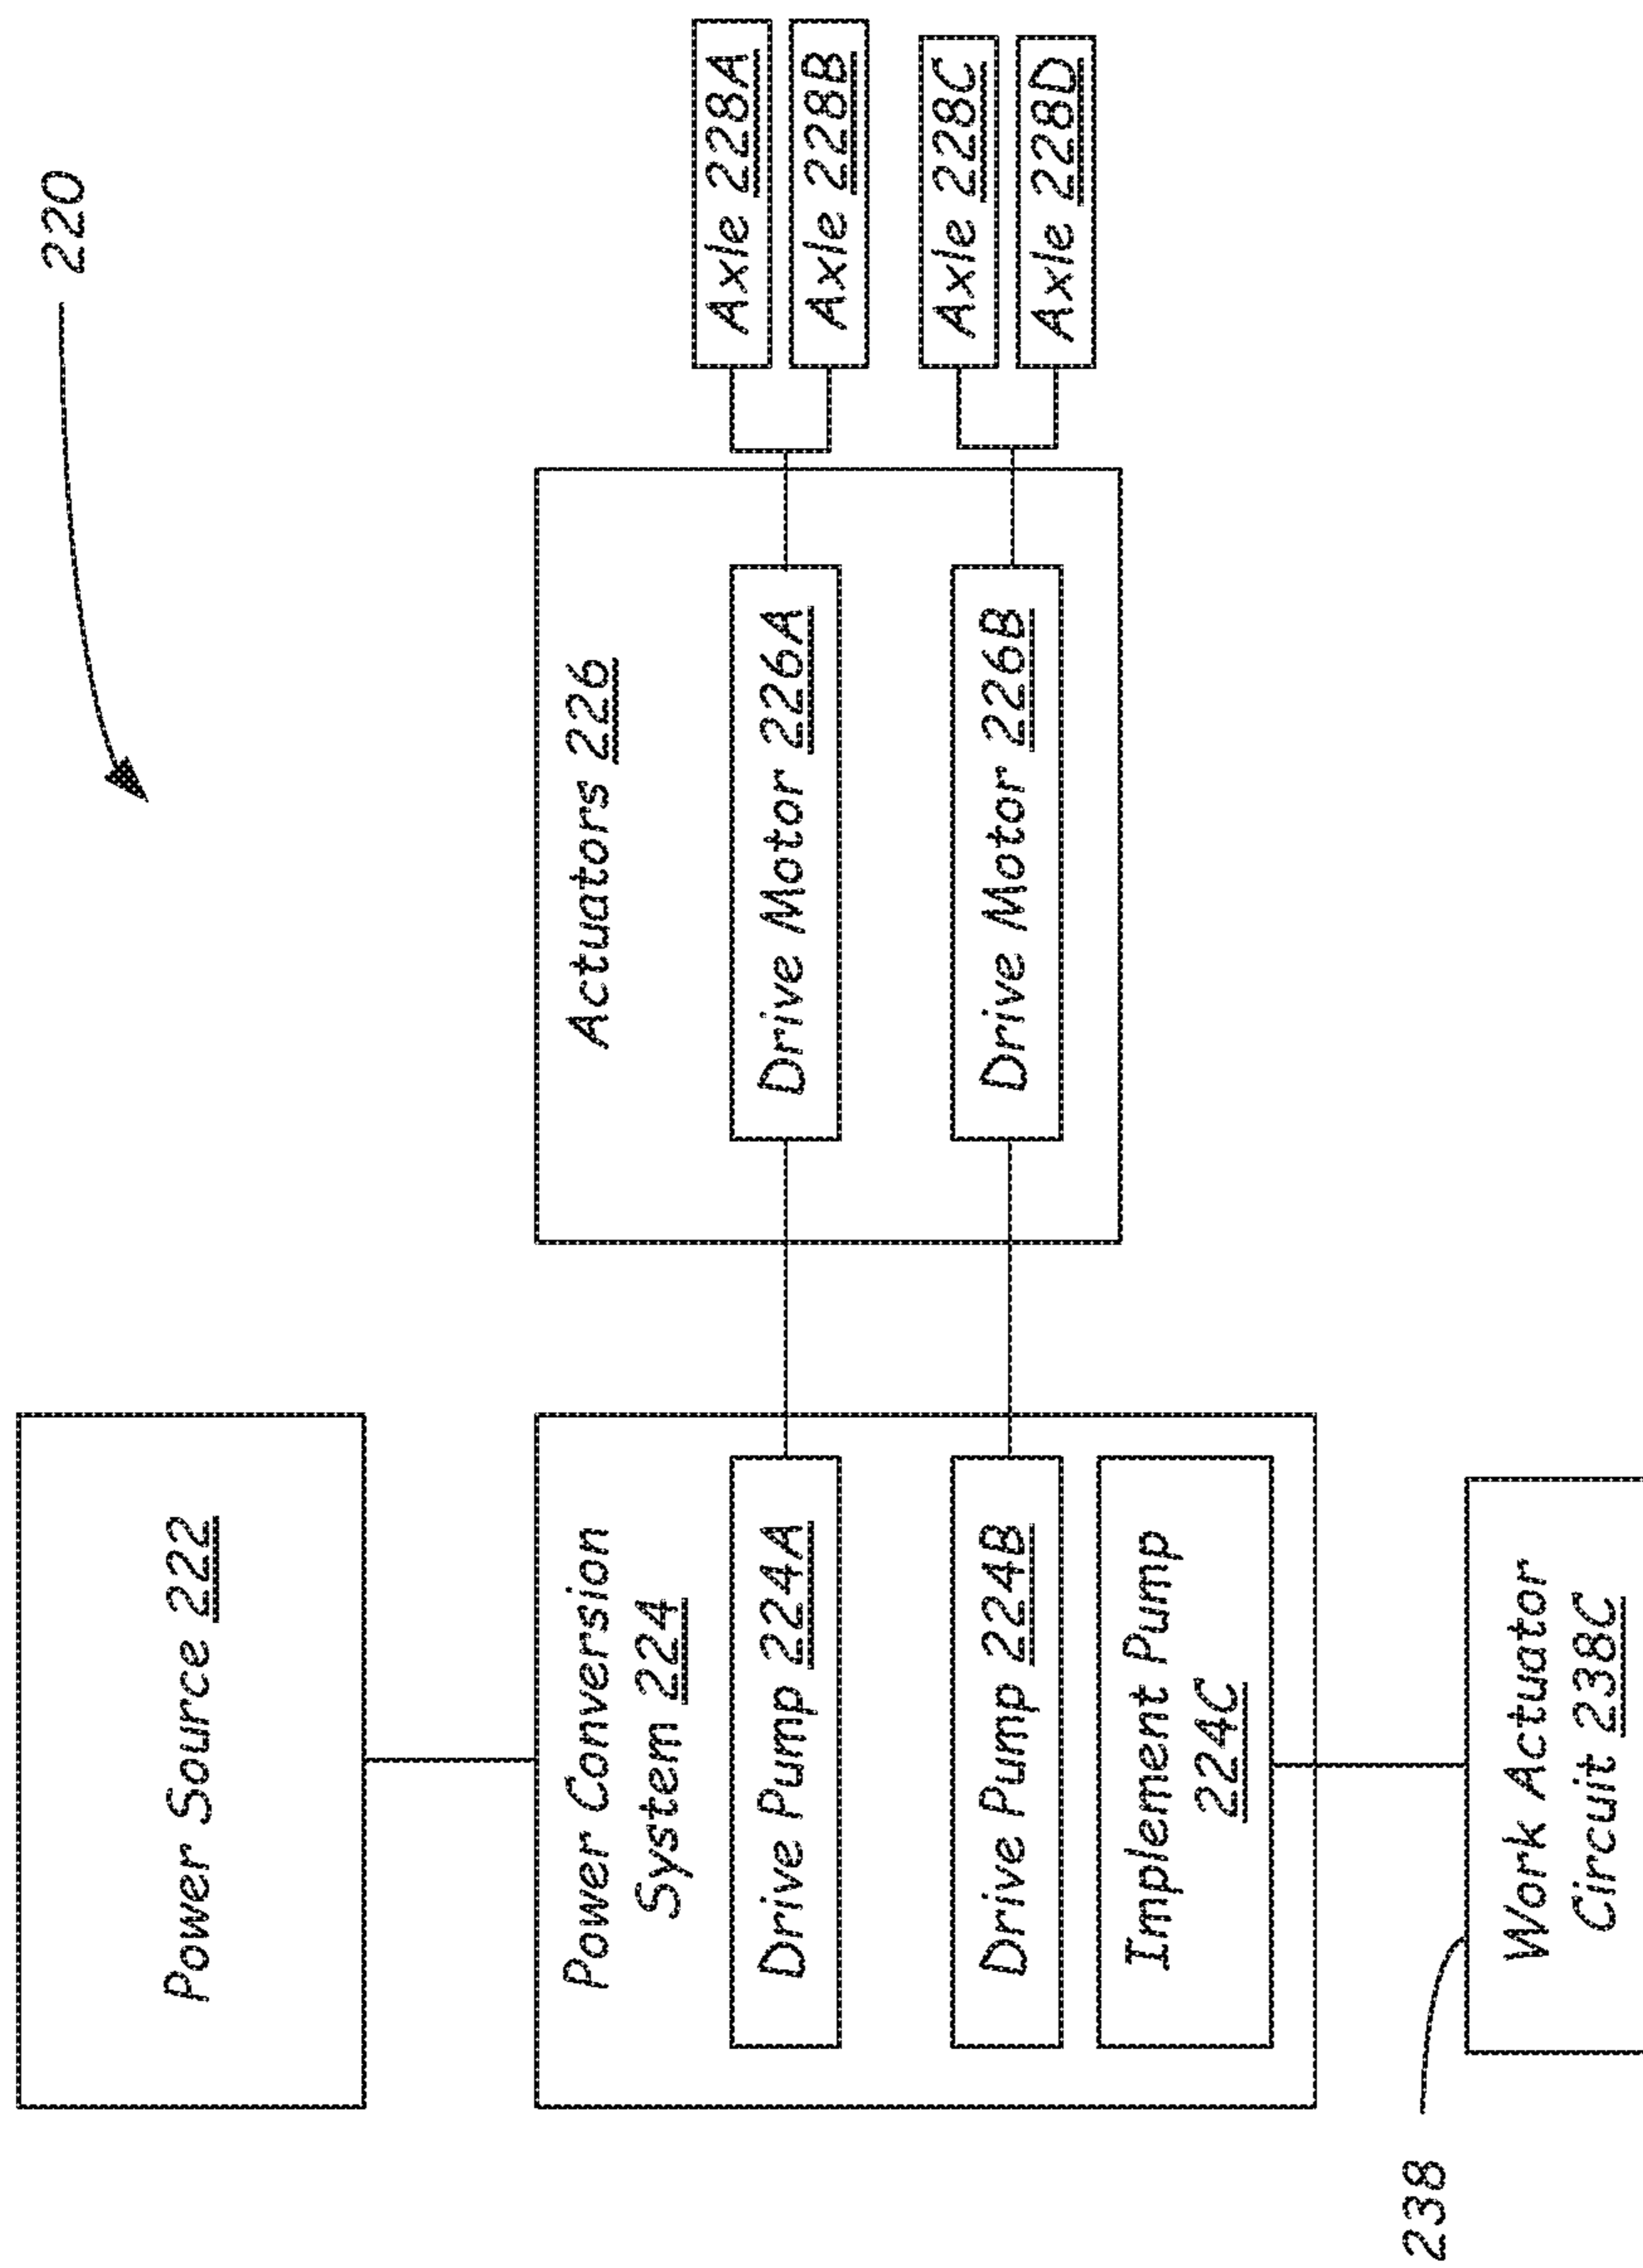 220
Power Source 222
Power Conversion
System 224
Drive Pump 224A
Drive Pump 224B
Implement Pump
224C
Actuators 226
Drive Motor 226A
Drive Motor 226B
Axle 228A
Axle 228B
Axle 228C
Axle 228D
238
Work Actuator
Circuit 238C